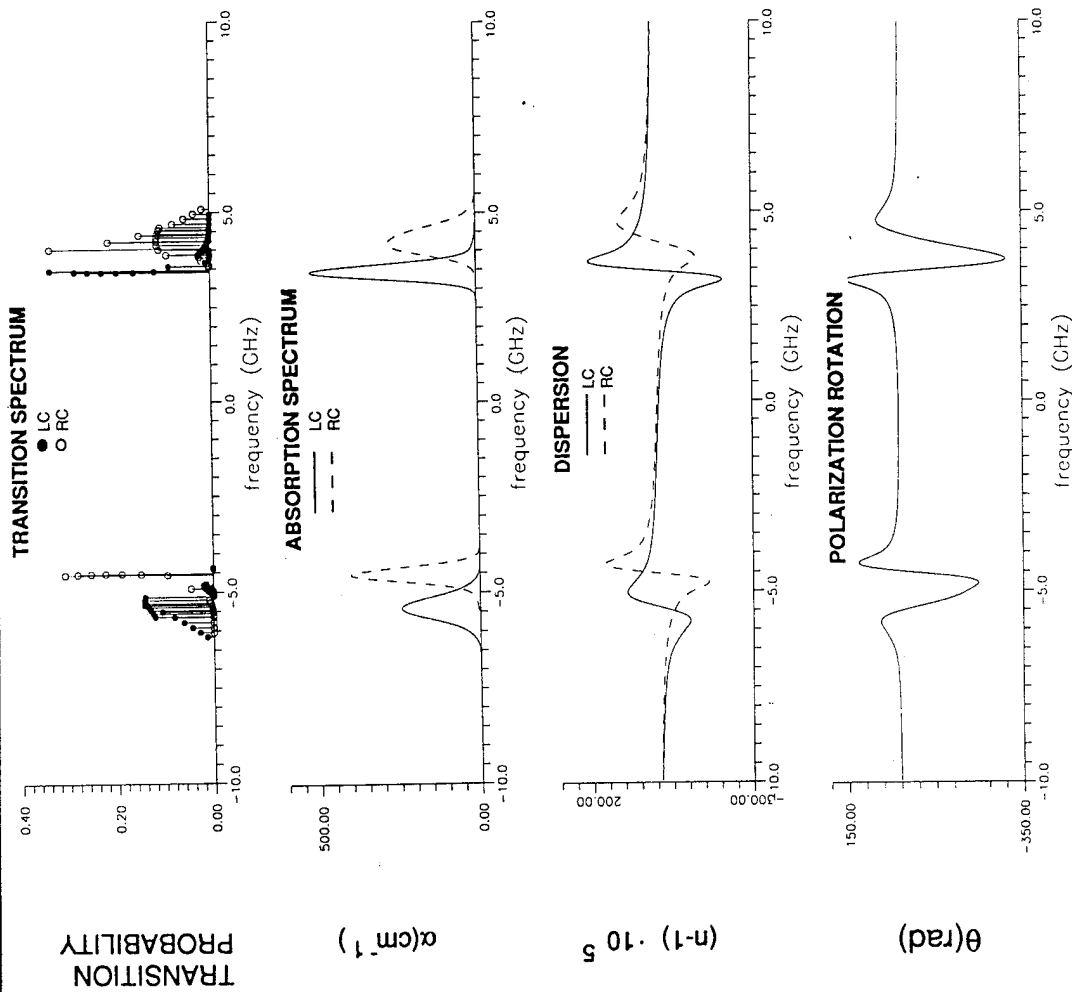 TRANSITION SPECTRUM
● LC
○ RC
TRANSITION
PROBABILITY
0.40
0.20
0.00
-10.0
-5.0
0.0
5.0
10.0
frequency (GHz)
ABSORPTION SPECTRUM
LC
RC
α(cm⁻¹)
500.00
0.00
-10.0
-5.0
0.0
5.0
10.0
frequency (GHz)
DISPERSION
LC
RC
(n-1) · 10⁵
200.00
-300.00
-10.0
-5.0
0.0
5.0
10.0
frequency (GHz)
POLARIZATION ROTATION
θ(rad)
150.00
-350.00
-10.0
-5.0
0.0
5.0
10.0
frequency (GHz)